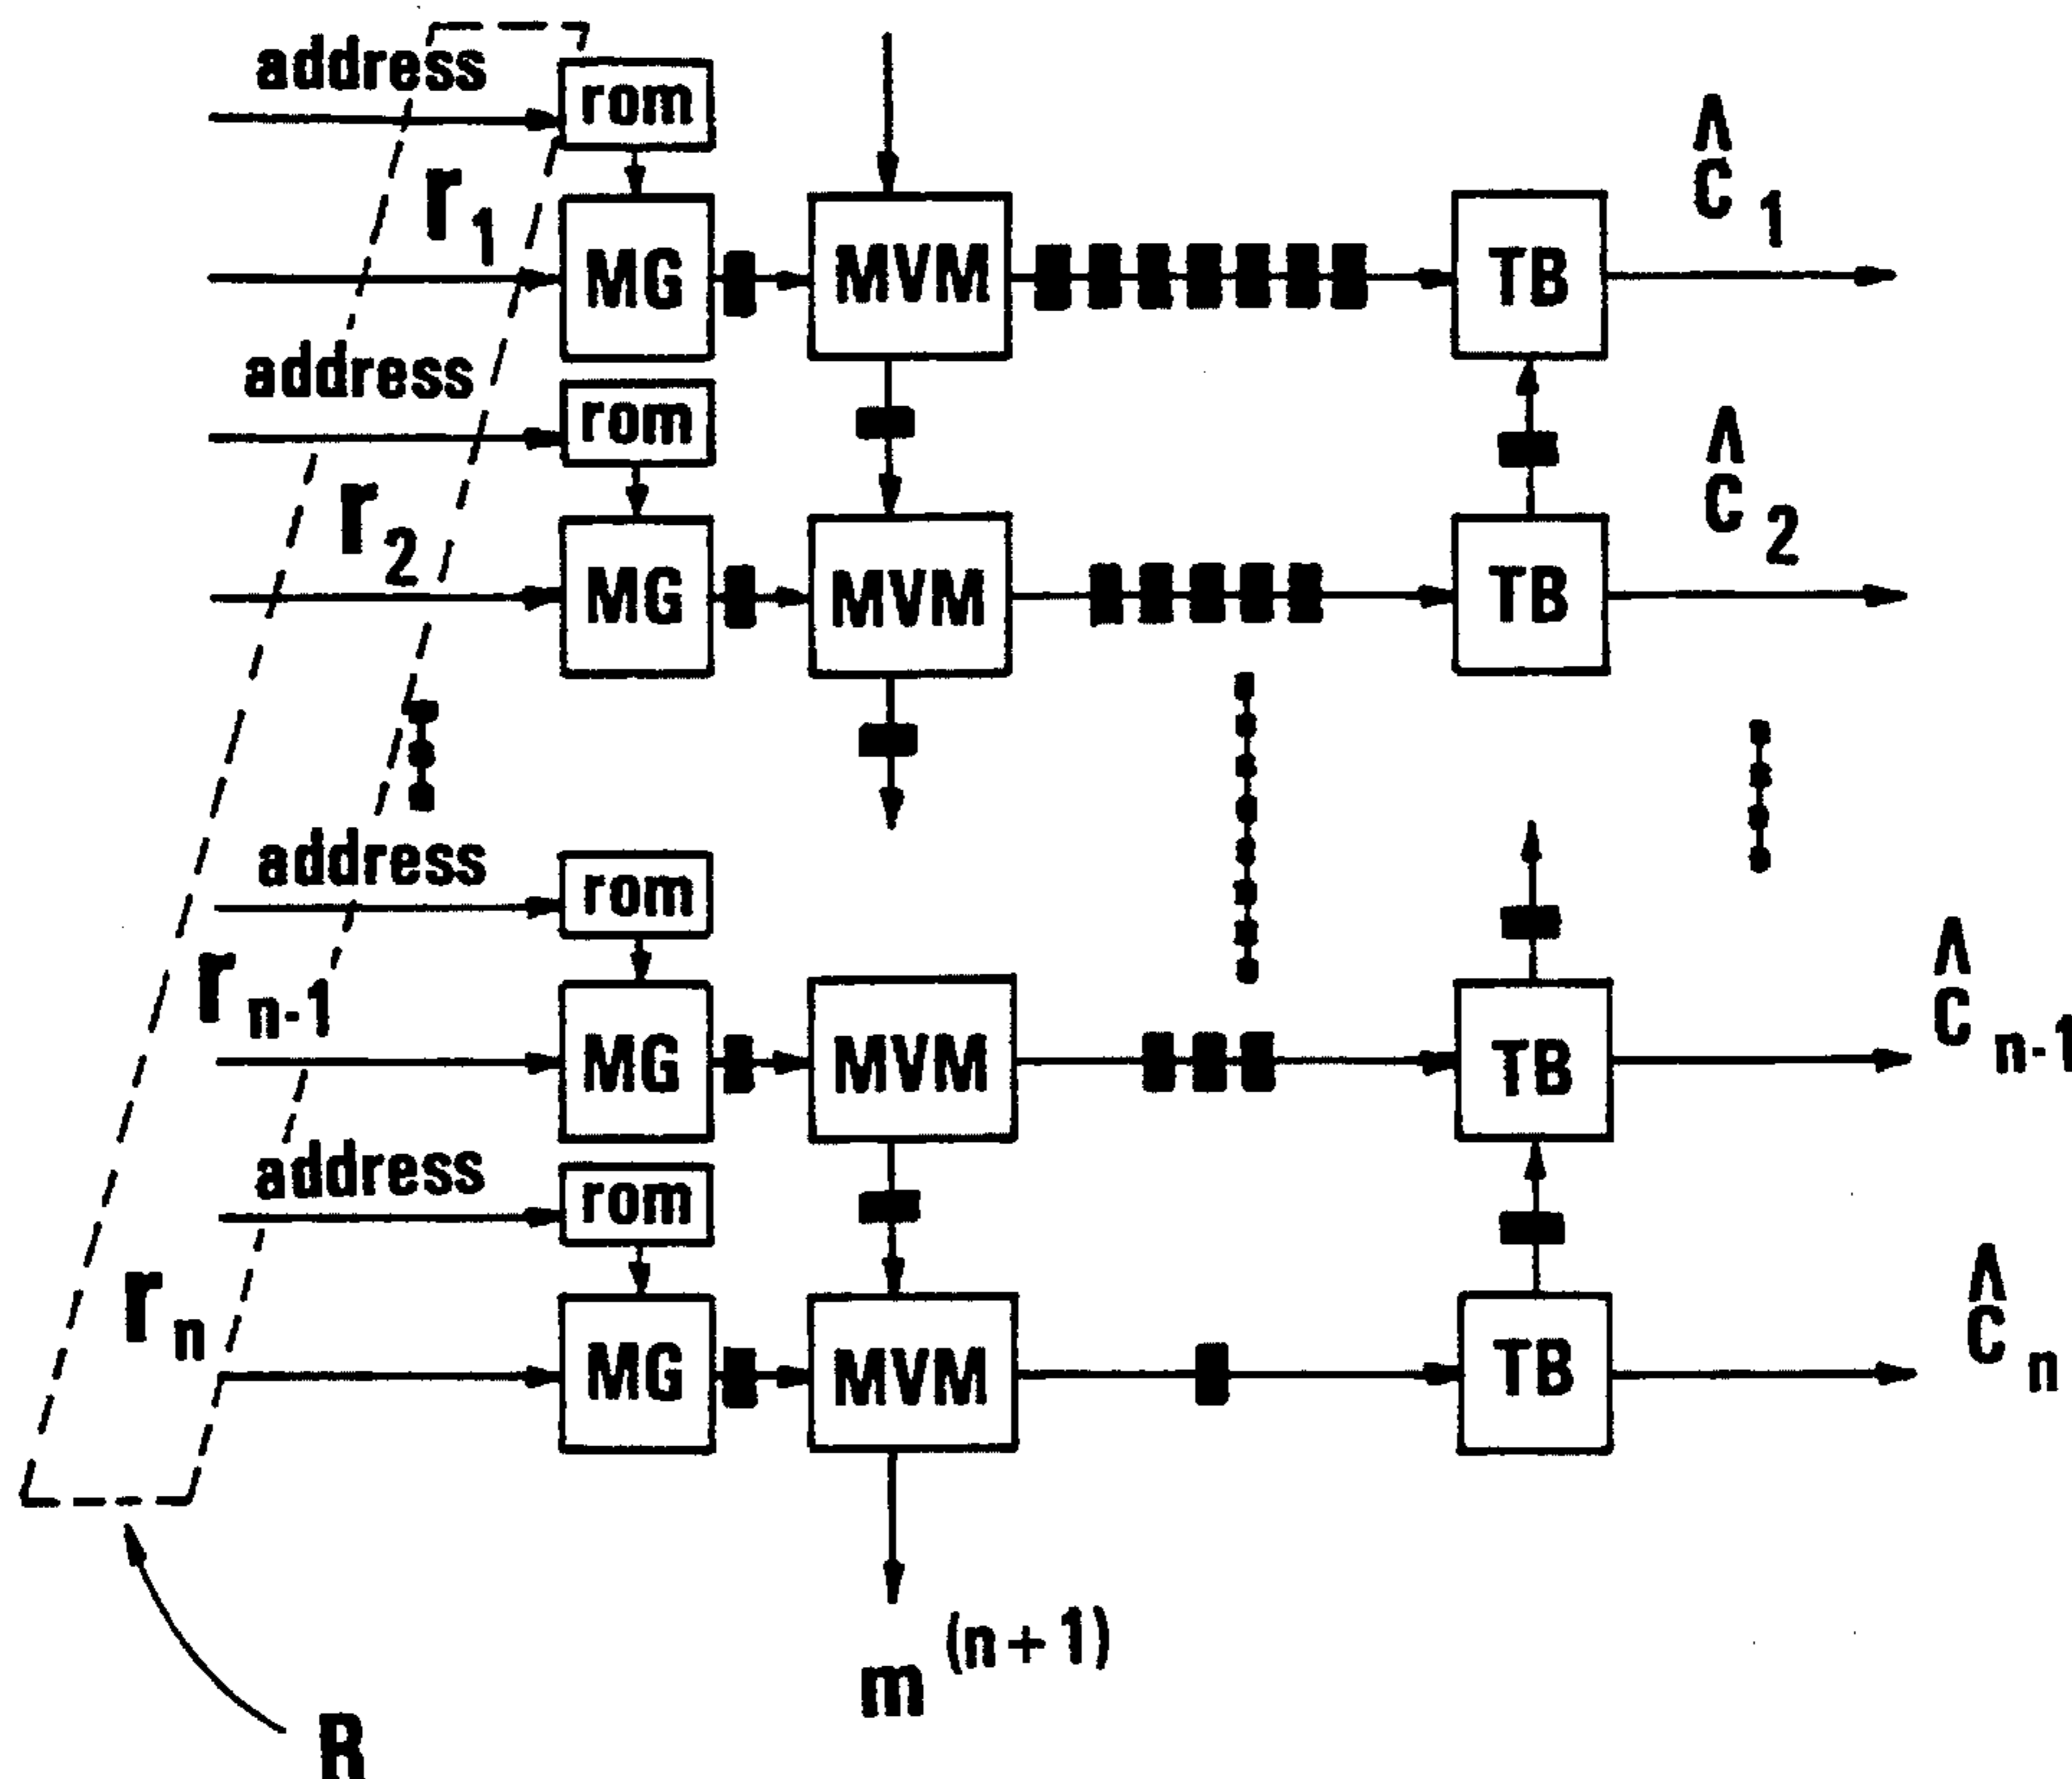 address
rom
r1
MG MVM TB
Ĉ1
address
rom
r2
MG MVM TB
Ĉ2
address
rom
rn-1
MG MVM TB
Ĉn-1
address
rom
rn
MG MVM TB
Ĉn
m(n+1)
R